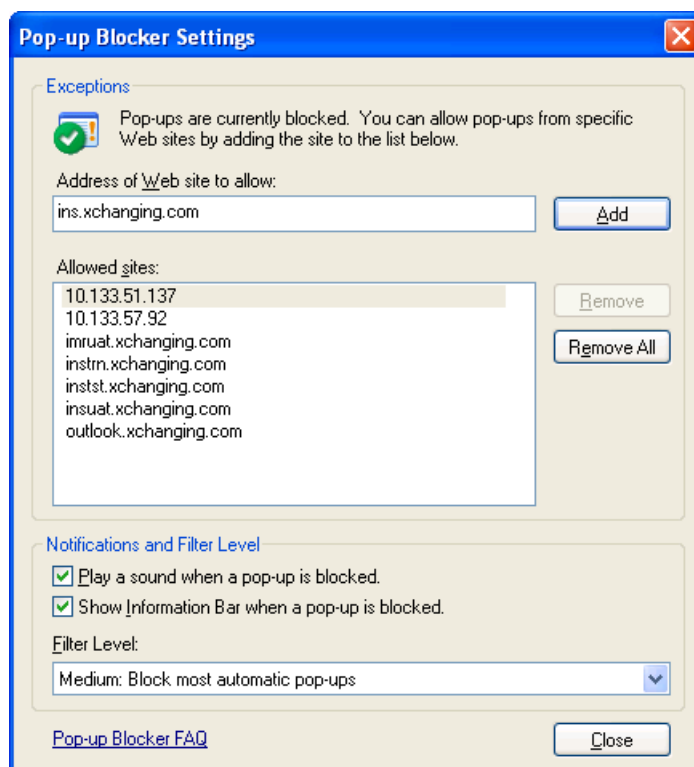 Pop-up Blocker Settings
Exceptions
Pop-ups are currently blocked. You can allow pop-ups from specific
Web sites by adding the site to the list below.
Address of Web site to allow:
ins.xchanging.com
Add
Allowed sites:
10.133.51.137
10.133.57.92
imruat.xchanging.com
instrn.xchanging.com
instst.xchanging.com
insuat.xchanging.com
outlook.xchanging.com
Remove
Remove All
Notifications and Filter Level
Play a sound when a pop-up is blocked.
Show Information Bar when a pop-up is blocked.
Filter Level:
Medium: Block most automatic pop-ups
Pop-up Blocker FAQ
Close